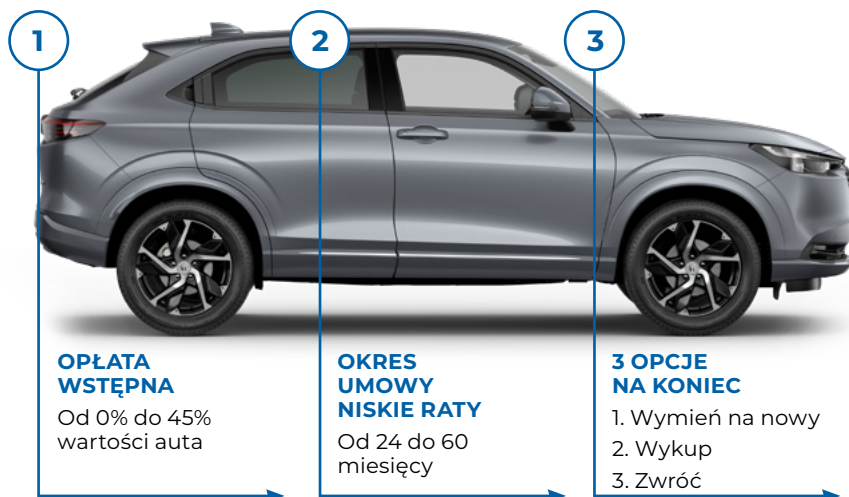 1
2
3
OPŁATA
WSTĘPNA
Od 0% do 45%
wartości auta
OKRES
UMOWY
NISKIE RATY
Od 24 do 60
miesięcy
3 OPCJE
NA KONIEC
1. Wymień na nowy
2. Wykup
3. Zwróć